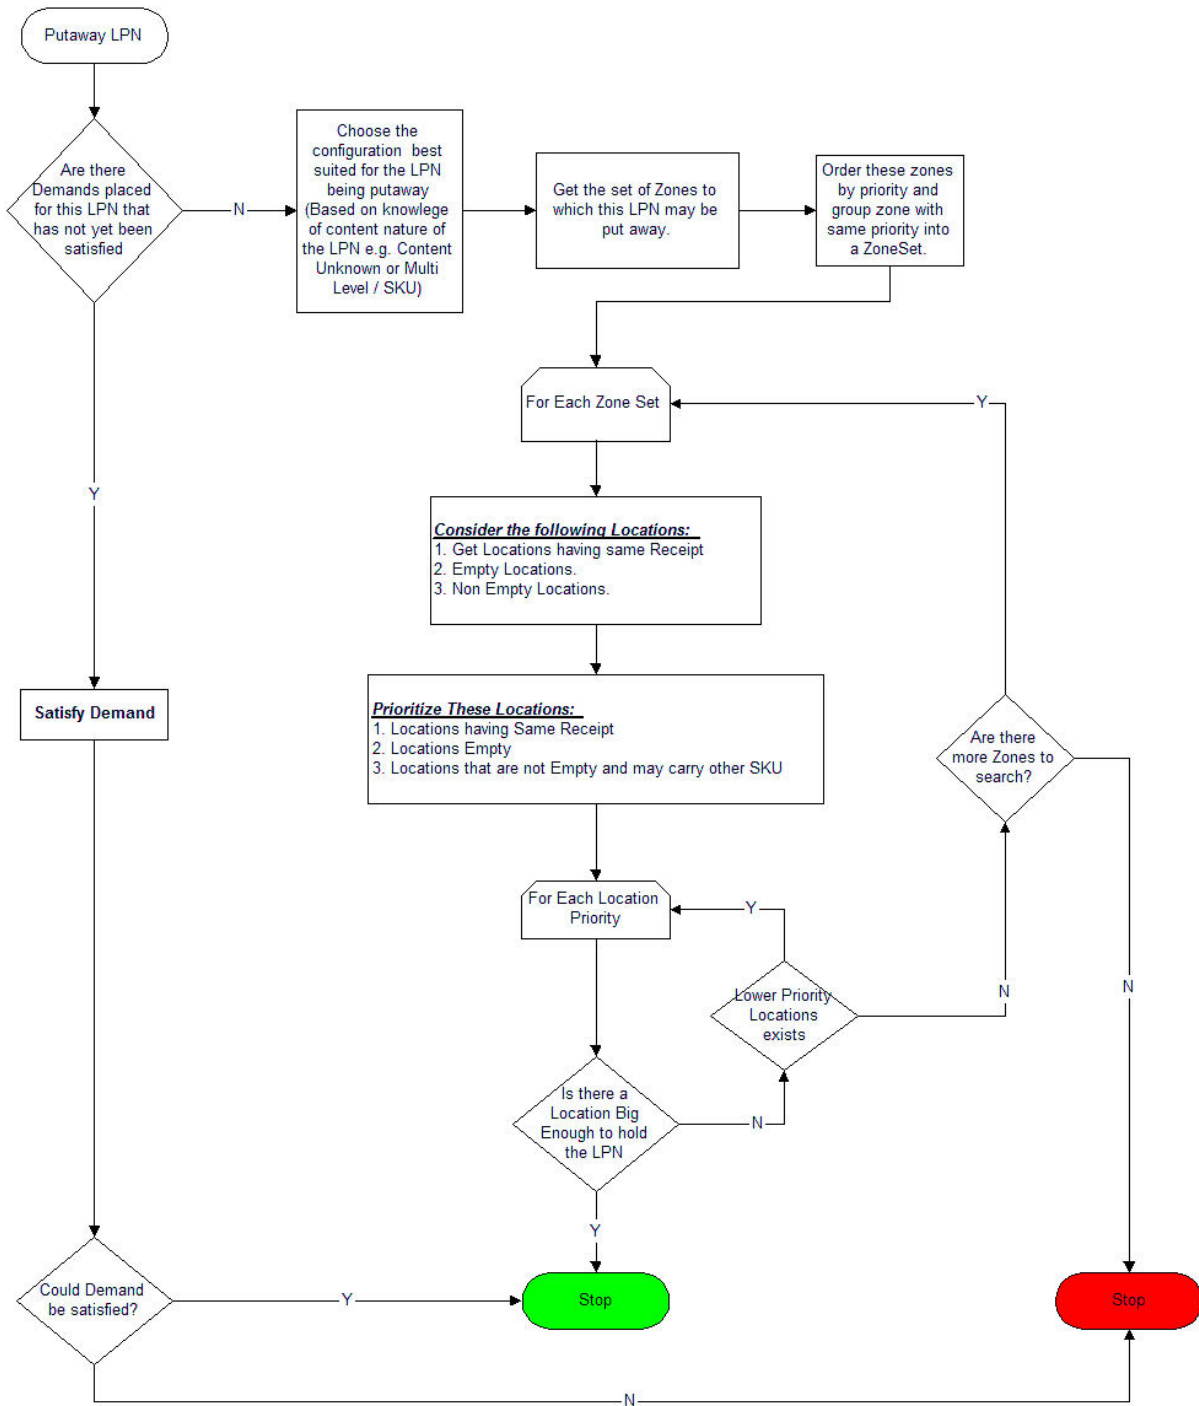 Putaway LPN
Are there
Demands placed
for this LPN that
has not yet been
satisfied
N
Choose the
configuration best
suited for the LPN
being putaway
(Based on knowlege
of content nature of
the LPN e.g. Content
Unknown or Multi
Level / SKU)
Get the set of Zones to
which this LPN may be
put away.
Order these zones
by priority and
group zone with
same priority into
a ZoneSet.
For Each Zone Set
Y
Y
Consider the following Locations:
1. Get Locations having same Receipt
2. Empty Locations.
3. Non Empty Locations.
Satisfy Demand
Prioritize These Locations:
1. Locations having Same Receipt
2. Locations Empty
3. Locations that are not Empty and may carry other SKU
Are there
more Zones to
search?
For Each Location
Priority
Y
Lower Priority
Locations
exists
N
N
Is there a
Location Big
Enough to hold
the LPN
N
Y
Could Demand
be satisfied?
Y
Stop
Stop
N